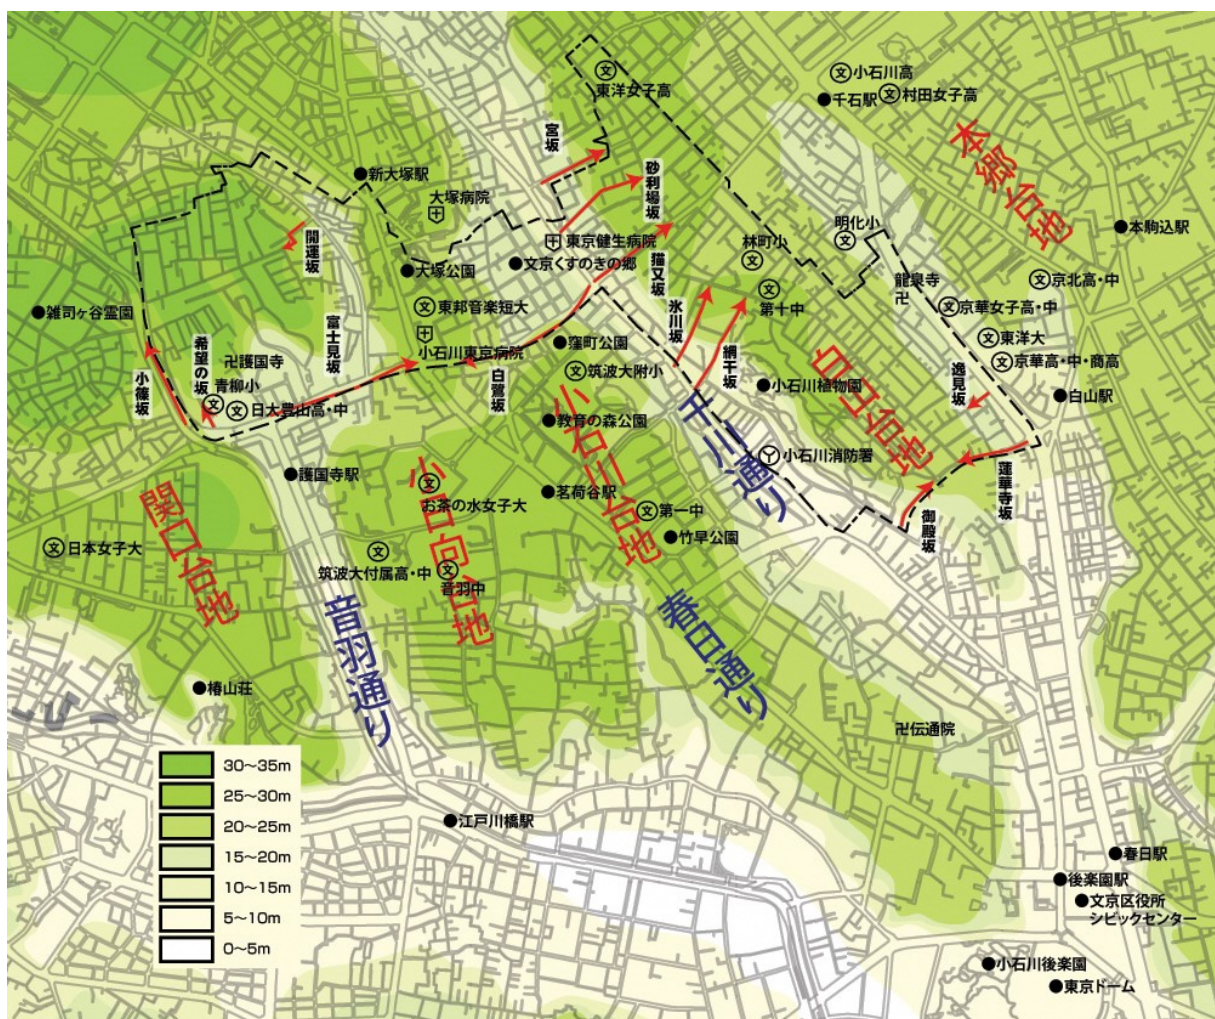 東洋女子高
小石川高
千石駅
村田女子高
本郷台地
宮坂
砂利場坂
新大塚駅
大塚病院
開運坂
東京健生病院
猫又坂
文京くすのきの郷
林町小
明化小
本駒込駅
大塚公園
龍泉寺
卍
京北高・中
第十中
氷川坂
東邦音楽短大
京華女子高・中
雑司ヶ谷霊園
富士見坂
小石川東京病院
窪町公園
網干坂
東洋大
京華高・中・商高
希望の坂
卍護国寺
白鷺坂
筑波大附小
小石川植物園
逸見坂
白山駅
小篠坂
青柳小
日大豊山高・中
教育の森公園
小石川台地
千川通り
白山台地
小石川消防署
護国寺駅
小日向台地
お茶の水女子大
茗荷谷駅
蓮華寺坂
関口台地
第一中
御殿坂
日本女子大
竹早公園
筑波大付属高・中
音羽中
音羽通り
春日通り
椿山荘
卍伝通院
30〜35m
25〜30m
20〜25m
15〜20m
10〜15m
5〜10m
0〜5m
江戸川橋駅
春日駅
後楽園駅
文京区役所
シビックセンター
小石川後楽園
東京ドーム